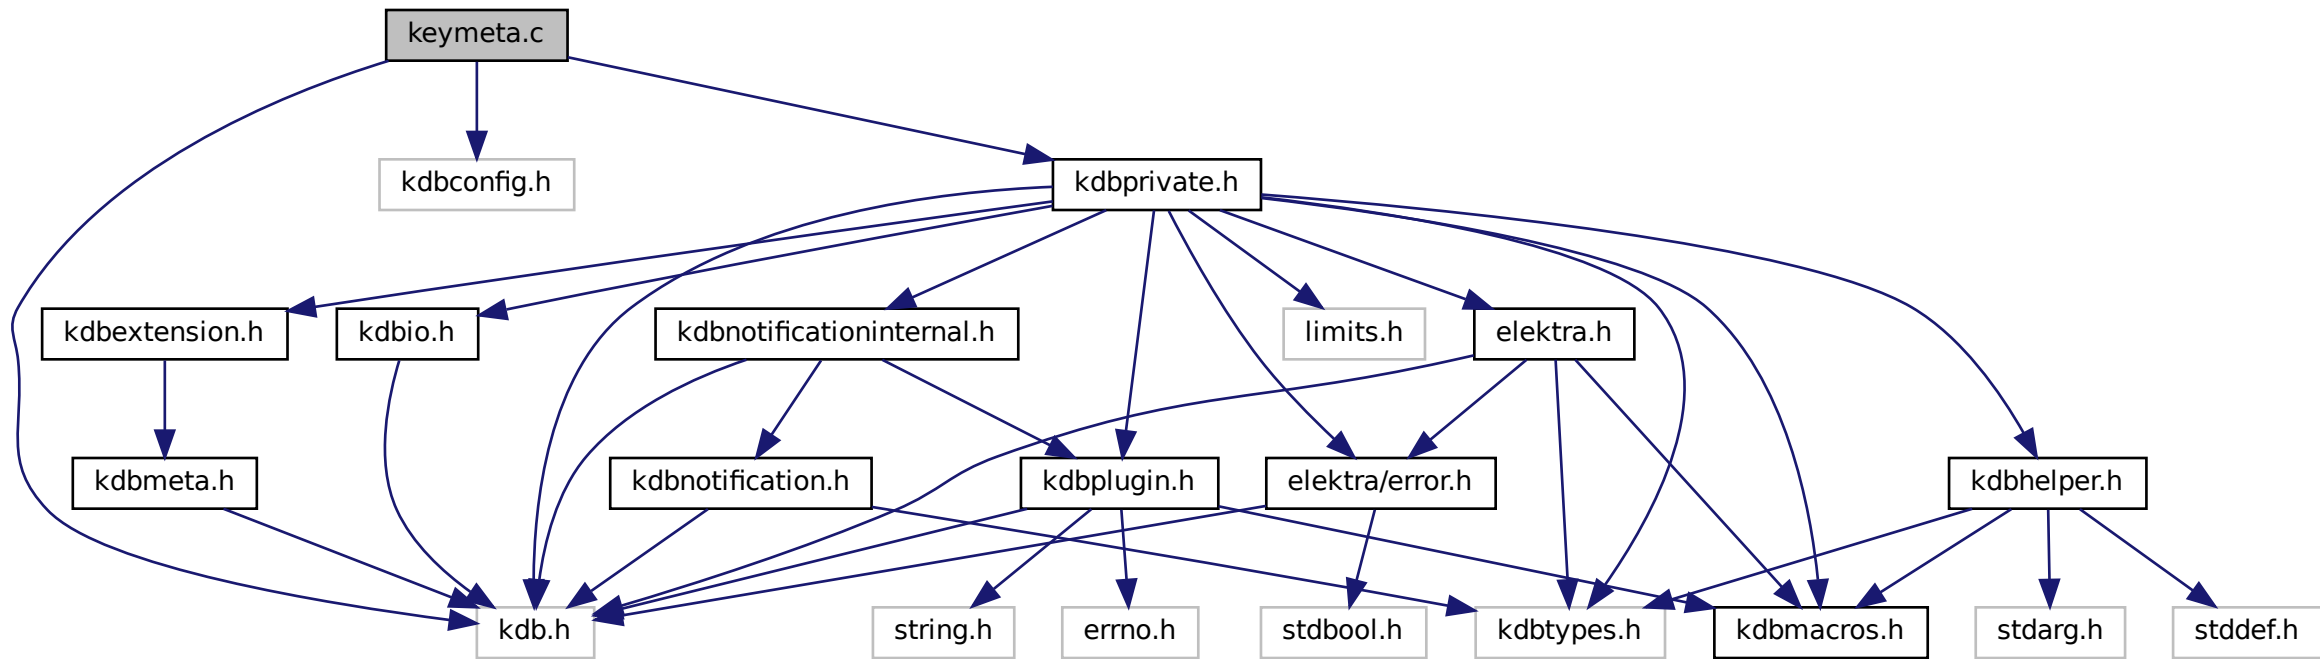 keymeta.c
kdbconfig.h
kdbprivate.h
kdbextension.h
kdbio.h
kdbnotificationinternal.h
limits.h
elektra.h
kdbmeta.h
kdbnotification.h
kdbplugin.h
elektra/error.h
kdbhelper.h
kdb.h
string.h
errno.h
stdbool.h
kdbtypes.h
kdbmacros.h
stdarg.h
stddef.h